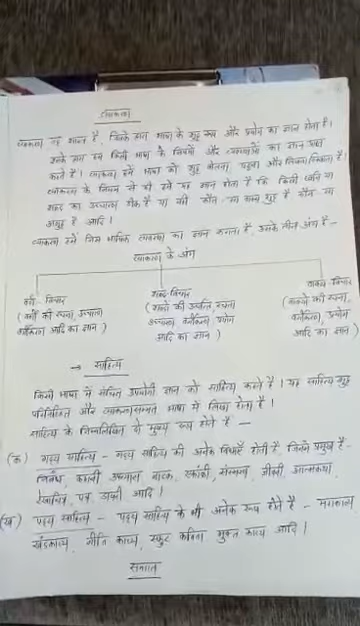 व्याकरण
व्याकरण वह शास्त्र है, जिसके द्वारा भाषा के शुद्ध रूप और प्रयोग का ज्ञान होता है।
इसके द्वारा हम किसी भाषा के नियमों और व्यवस्थाओं का ज्ञान प्राप्त
करते हैं। व्याकरण हमें भाषा को शुद्ध बोलना, पढ़ना और लिखना सिखाता है।
व्याकरण के नियम से ही हमें यह ज्ञान होता है कि किसी ध्वनि या
शब्द का उच्चारण ठीक है या नहीं कौन सा वाक्य शुद्ध है कौन सा
अशुद्ध है आदि।
व्याकरण हमें जिस भाषिक व्यवस्था का ज्ञान कराता है, उसके तीन अंग हैं –
व्याकरण के अंग
वर्ण-विचार शब्द-विचार वाक्य विचार
(वर्णों की रचना, उच्चारण (शब्दों की उत्पत्ति रचना (वाक्यों की रचना,
वर्गीकरण आदि का ज्ञान) उच्चारण, वर्गीकरण प्रयोग वर्गीकरण, प्रयोग
आदि का ज्ञान) आदि का ज्ञान)
→ साहित्य
किसी भाषा में संचित उपयोगी ज्ञान को साहित्य कहते हैं। यह साहित्य शुद्ध
परिनिष्ठित और व्याकरणसम्मत भाषा में लिखा होता है।
साहित्य के निम्नलिखित दो मुख्य रूप होते हैं —
(क) गद्य साहित्य – गद्य साहित्य की अनेक विधाएँ होती हैं, जिनमें प्रमुख हैं-
निबंध, कहानी उपन्यास नाटक, एकांकी, संस्मरण, जीवनी, आत्मकथा,
रेखाचित्र, पत्र डायरी आदि।
(ख) पद्य साहित्य – पद्य साहित्य के भी अनेक रूप होते हैं – महाकाव्य
खंडकाव्य, गीति काव्य, स्फुट कविता मुक्त काव्य आदि।
समाप्त